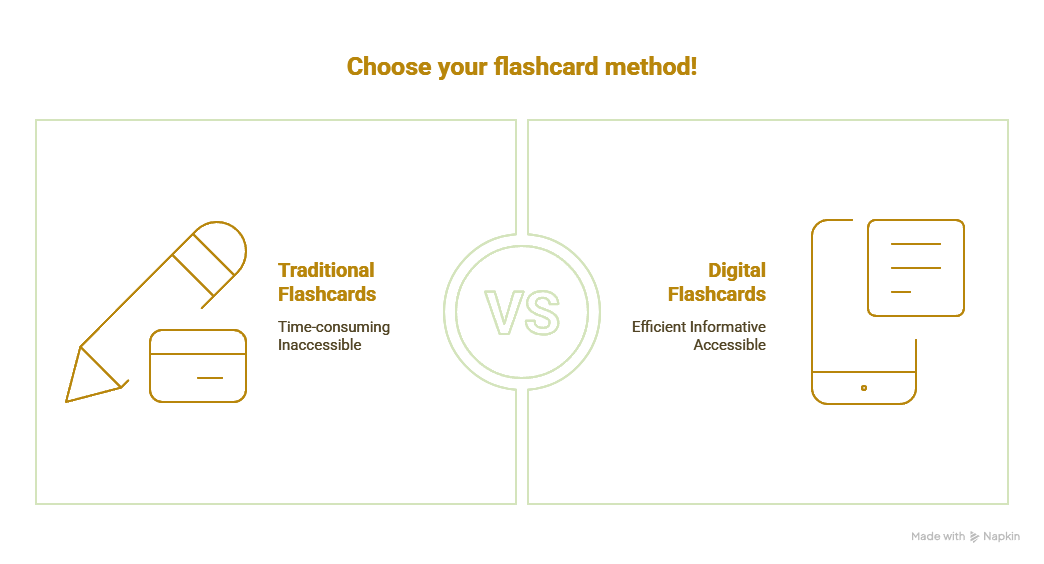 Choose your flashcard method!
Traditional
Flashcards
Time-consuming
Inaccessible
VS
Digital
Flashcards
Efficient Informative
Accessible
Made with Napkin